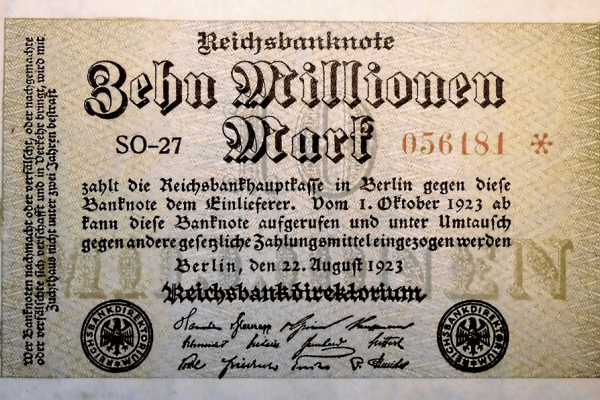 Reichsbanknote
Zehn Millionen
Mark
SO-27
056181 *
zahlt die Reichsbankhauptkasse in Berlin gegen diese
Banknote dem Einlieferer. Vom 1. Oktober 1923 ab
kann diese Banknote aufgerufen und unter Umtausch
gegen andere gesetzliche Zahlungsmittel eingezogen werden
Berlin, den 22. August 1923
Reichsbankdirektorium
Wer Banknoten nachmacht oder verfälscht, oder nachgemachte
oder verfälschte sich verschafft und in Verkehr bringt, wird mit
Zuchthaus nicht unter zwei Jahren bestraft
REICHSBANKDIREKTORIUM
REICHSBANKDIREKTORIUM